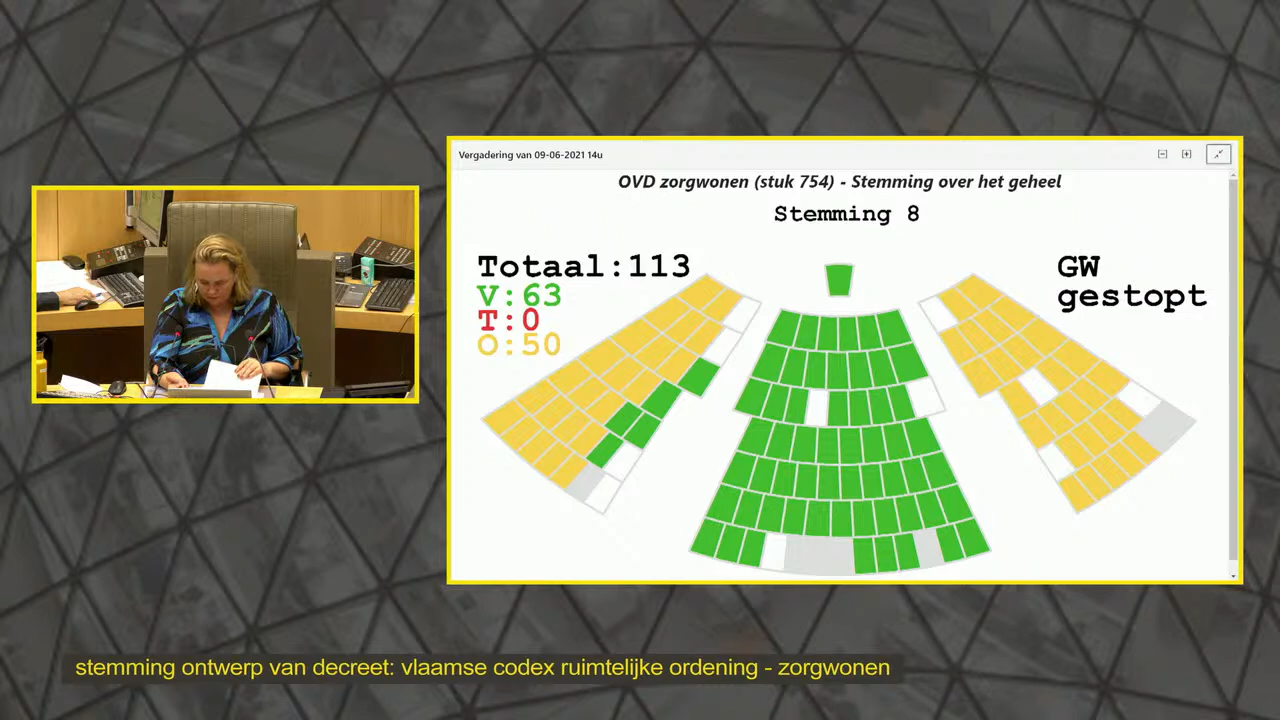 Vergadering van 09-06-2021 14u
OVD zorgwonen (stuk 754) - Stemming over het geheel
Stemming 8
Totaal:113
V:63
T:0
O:50
GW
gestopt
stemming ontwerp van decreet: vlaamse codex ruimtelijke ordening - zorgwonen